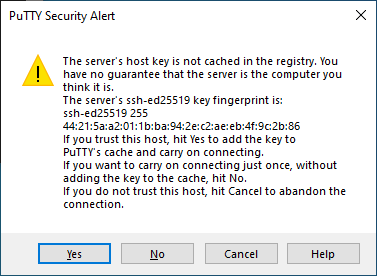 PuTTY Security Alert
The server's host key is not cached in the registry. You
have no guarantee that the server is the computer you
think it is.
The server's ssh-ed25519 key fingerprint is:
ssh-ed25519 255
44:21:5a:a2:01:1b:ba:94:2e:c2:ae:eb:4f:9c:2b:86
If you trust this host, hit Yes to add the key to
PuTTY's cache and carry on connecting.
If you want to carry on connecting just once, without
adding the key to the cache, hit No.
If you do not trust this host, hit Cancel to abandon the
connection.
Yes
No
Cancel
Help